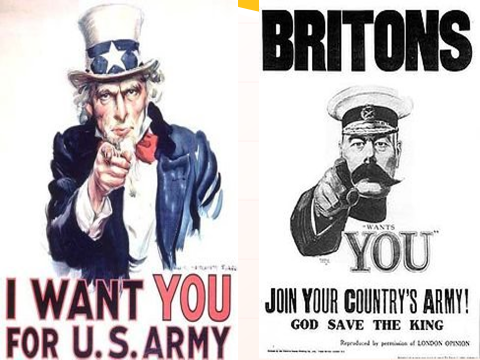 I WANT YOU
FOR U.S. ARMY
BRITONS
"WANTS
YOU"
JOIN YOUR COUNTRY'S ARMY!
GOD SAVE THE KING
Reproduced by permission of LONDON OPINION